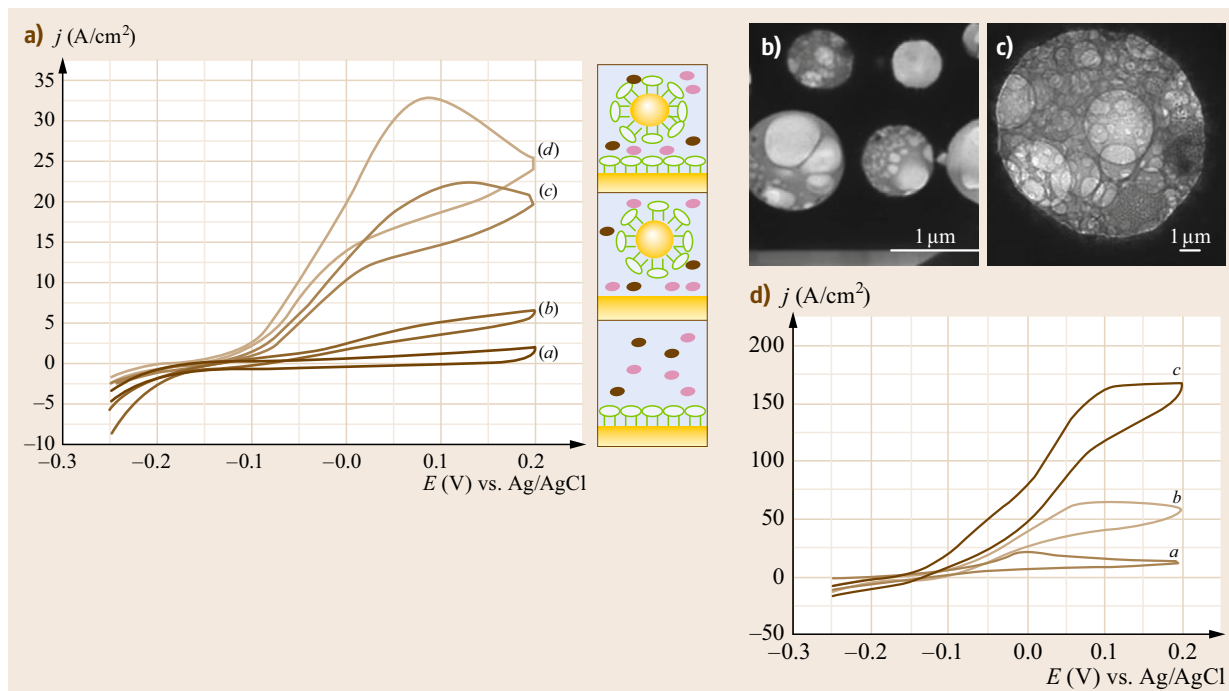 a) j (A/cm²)
35
30
25
20
15
10
5
0
−5
−10
−0.3
−0.2
−0.1
−0.0
0.1
0.2
E (V) vs. Ag/AgCl
(d)
(c)
(b)
(a)
b)
1 µm
c)
1 µm
d) j (A/cm²)
200
150
100
50
0
−50
−0.3
−0.2
−0.1
0.0
0.1
0.2
E (V) vs. Ag/AgCl
c
b
a